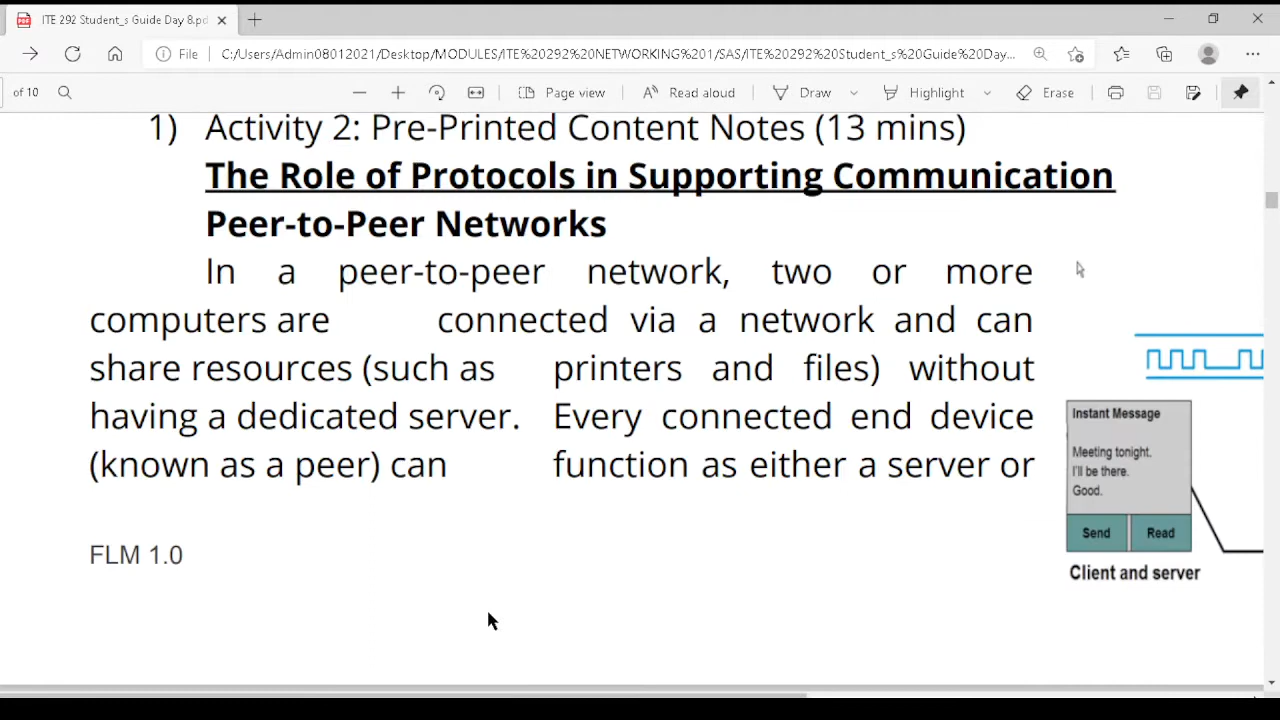 ITE 292 Student_s Guide Day 8.pd
File C:/Users/Admin08012021/Desktop/MODULES/ITE%20292%20NETWORKING%201/SAS/ITE%20292%20Student_s%20Guide%20Day...
of 10 Page view Read aloud Draw Highlight Erase
1) Activity 2: Pre-Printed Content Notes (13 mins)
The Role of Protocols in Supporting Communication
Peer-to-Peer Networks
In a peer-to-peer network, two or more
computers are connected via a network and can
share resources (such as printers and files) without
having a dedicated server. Every connected end device
(known as a peer) can function as either a server or
Instant Message
Meeting tonight.
I'll be there.
Good.
Send Read
Client and server
FLM 1.0